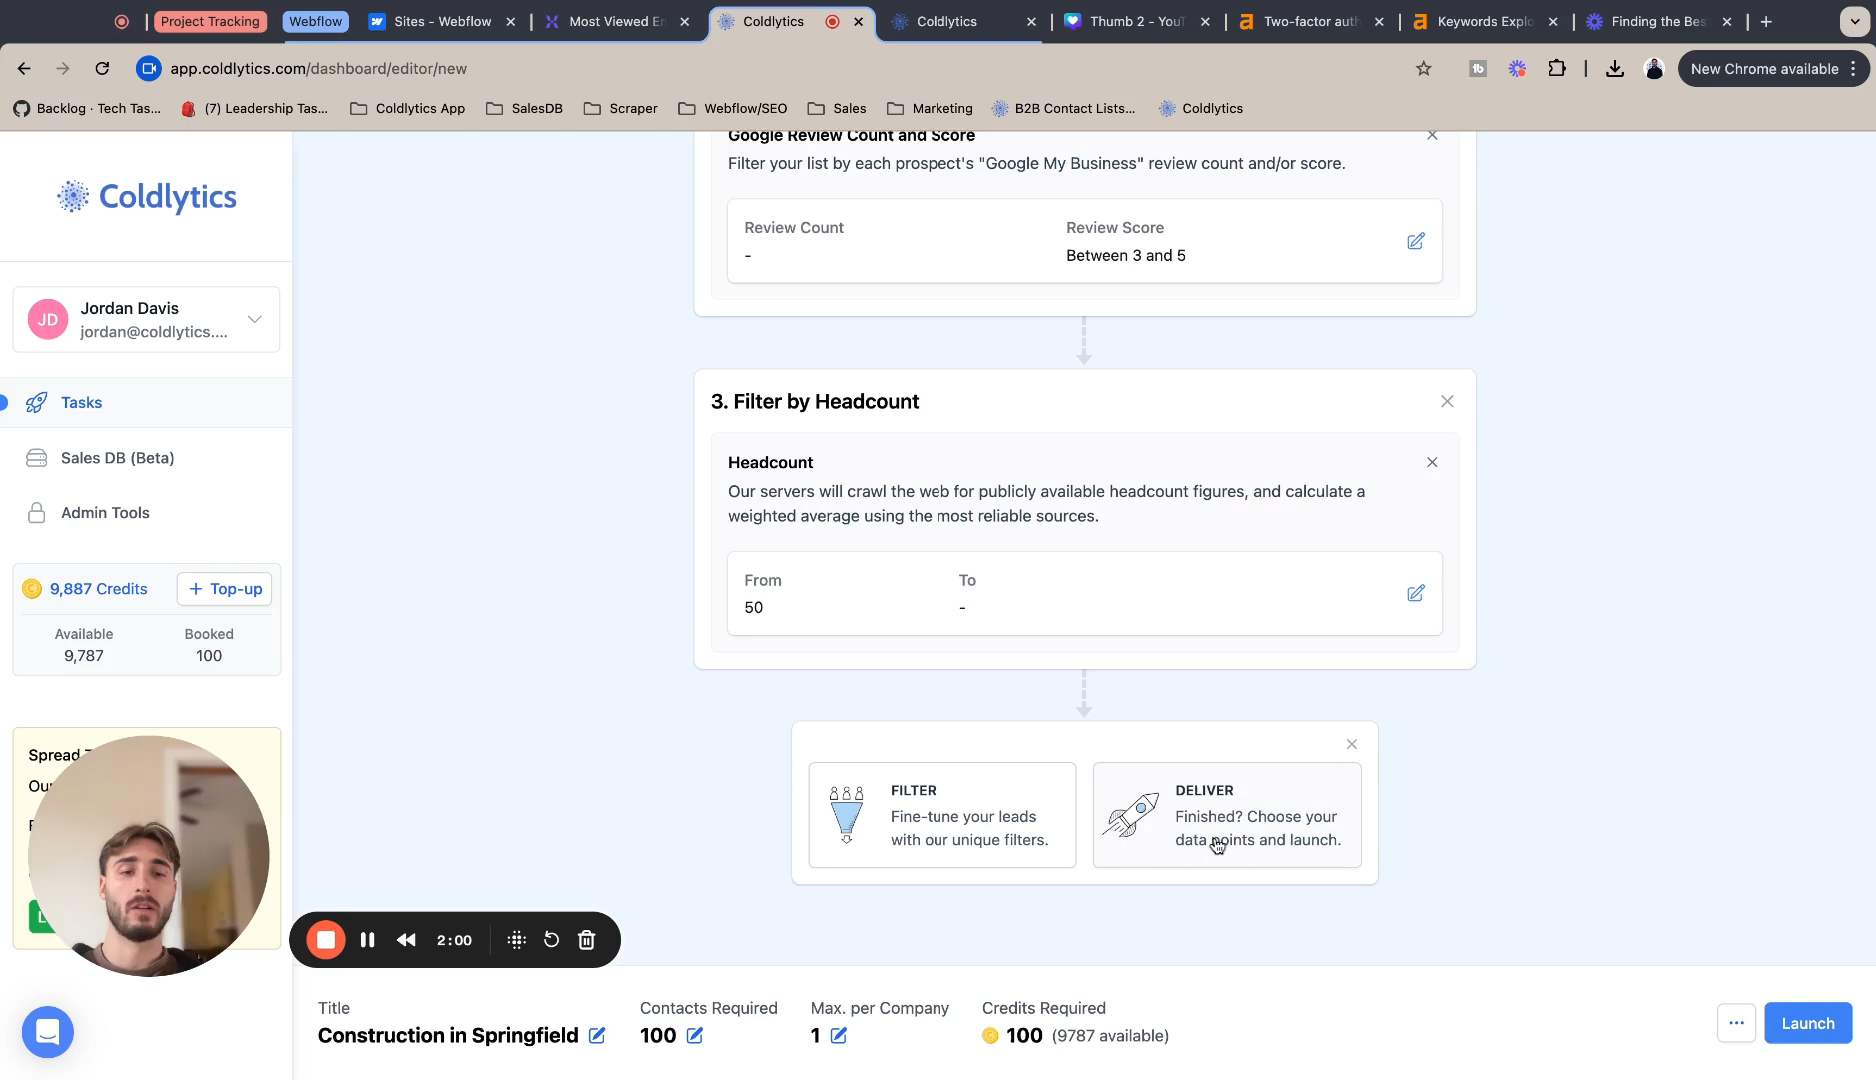 Project Tracking
Webflow
Sites - Webflow
Most Viewed En
Coldlytics
Coldlytics
Thumb 2 - YouT
Two-factor auth
Keywords Explo
Finding the Bes
app.coldlytics.com/dashboard/editor/new
New Chrome available
Backlog · Tech Tas...
(7) Leadership Tas...
Coldlytics App
SalesDB
Scraper
Webflow/SEO
Sales
Marketing
B2B Contact Lists...
Coldlytics
Coldlytics
JD
Jordan Davis
jordan@coldlytics....
Tasks
Sales DB (Beta)
Admin Tools
9,887 Credits
+ Top-up
Available
Booked
9,787
100
Spread
Google Review Count and Score
Filter your list by each prospect's "Google My Business" review count and/or score.
Review Count
Review Score
-
Between 3 and 5
3. Filter by Headcount
Headcount
Our servers will crawl the web for publicly available headcount figures, and calculate a
weighted average using the most reliable sources.
From
To
50
-
FILTER
Fine-tune your leads
with our unique filters.
DELIVER
Finished? Choose your
data points and launch.
2:00
Title
Contacts Required
Max. per Company
Credits Required
Construction in Springfield
100
1
100 (9787 available)
Launch